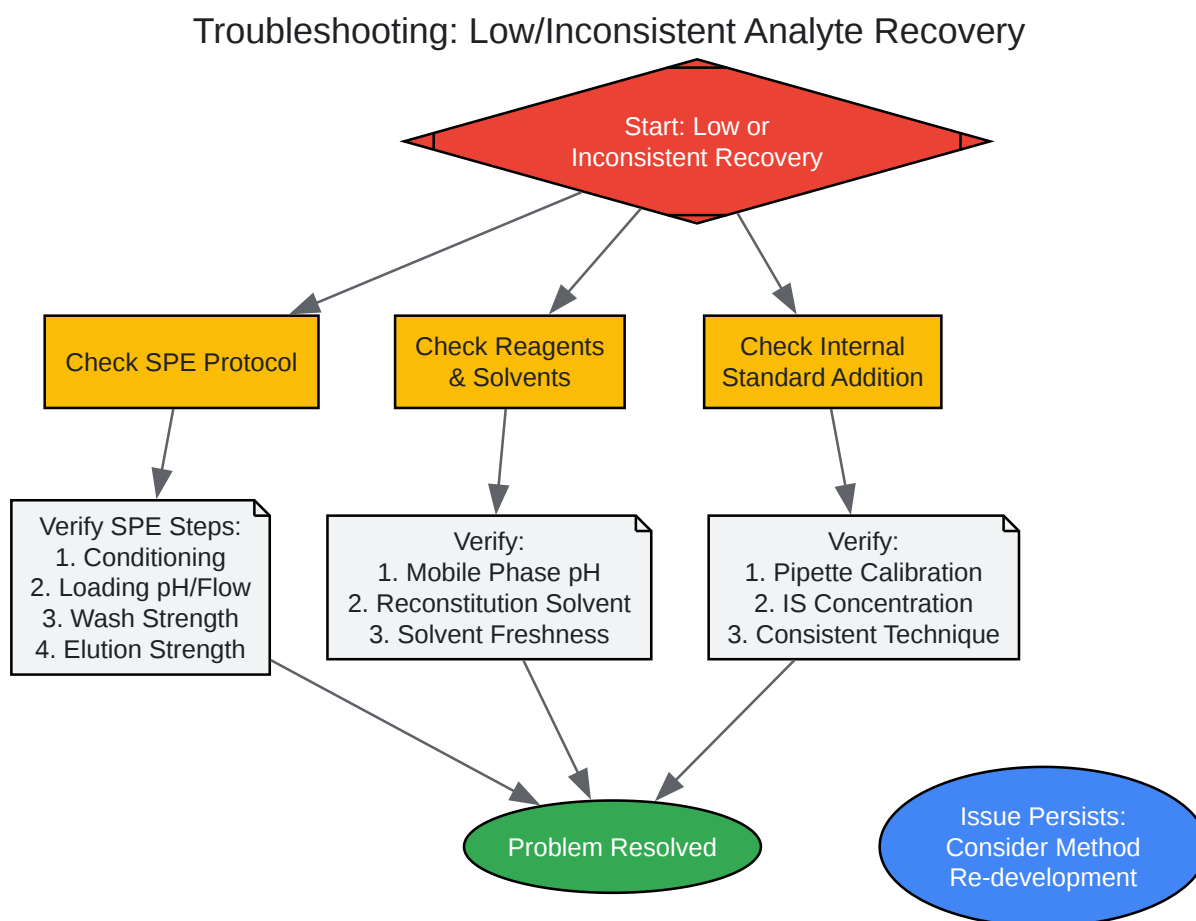 Troubleshooting: Low/Inconsistent Analyte Recovery
Start: Low or
Inconsistent Recovery
Check SPE Protocol
Check Reagents
& Solvents
Check Internal
Standard Addition
Verify SPE Steps:
1. Conditioning
2. Loading pH/Flow
3. Wash Strength
4. Elution Strength
Verify:
1. Mobile Phase pH
2. Reconstitution Solvent
3. Solvent Freshness
Verify:
1. Pipette Calibration
2. IS Concentration
3. Consistent Technique
Problem Resolved
Issue Persists:
Consider Method
Re-development